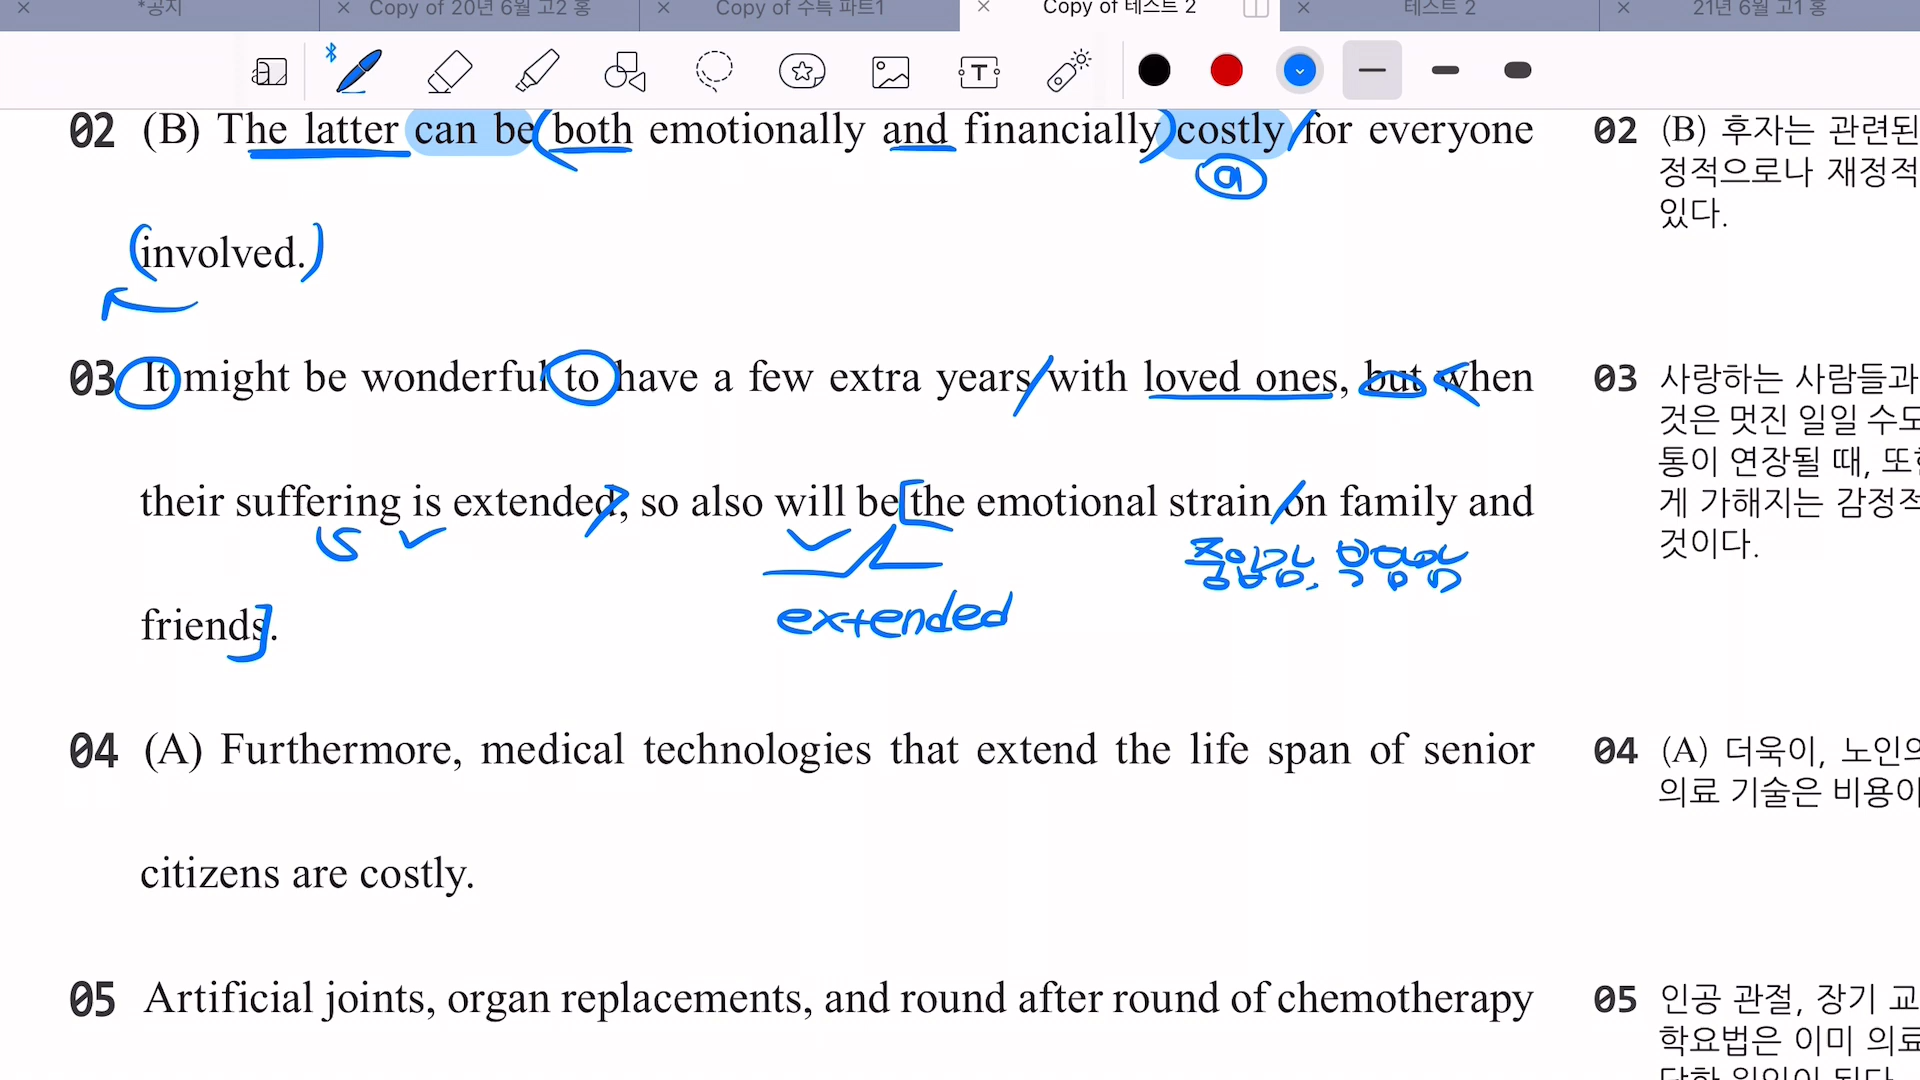 *공지
Copy of 20년 6월 고2 홍
Copy of 수특 파트1
Copy of 테스트 2
테스트 2
21년 6월 고1 홍
02 (B) The latter can be both emotionally and financially costly for everyone
ⓐ
involved.
03 It might be wonderful to have a few extra years with loved ones, but when
their suffering is extended, so also will be the emotional strain on family and
S
중압감, 부담감
extended
friends.
04 (A) Furthermore, medical technologies that extend the life span of senior
citizens are costly.
05 Artificial joints, organ replacements, and round after round of chemotherapy
02 (B) 후자는 관련된
정적으로나 재정적
있다.
03 사랑하는 사람들과
것은 멋진 일일 수도
통이 연장될 때, 또한
게 가해지는 감정적
것이다.
04 (A) 더욱이, 노인의
의료 기술은 비용이
05 인공 관절, 장기 교
학요법은 이미 의료